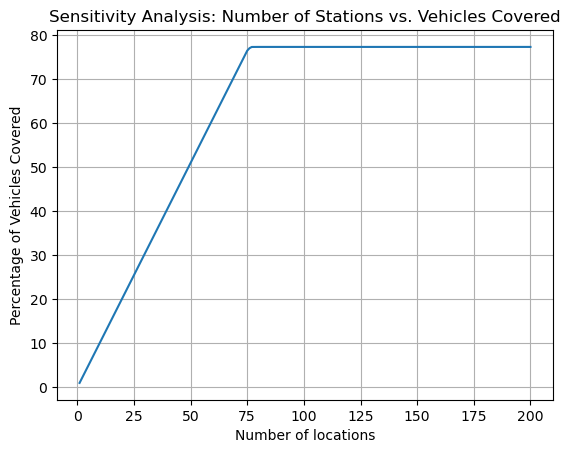 Sensitivity Analysis: Number of Stations vs. Vehicles Covered
80
70
60
50
40
30
20
10
0
Percentage of Vehicles Covered
0 25 50 75 100 125 150 175 200
Number of locations